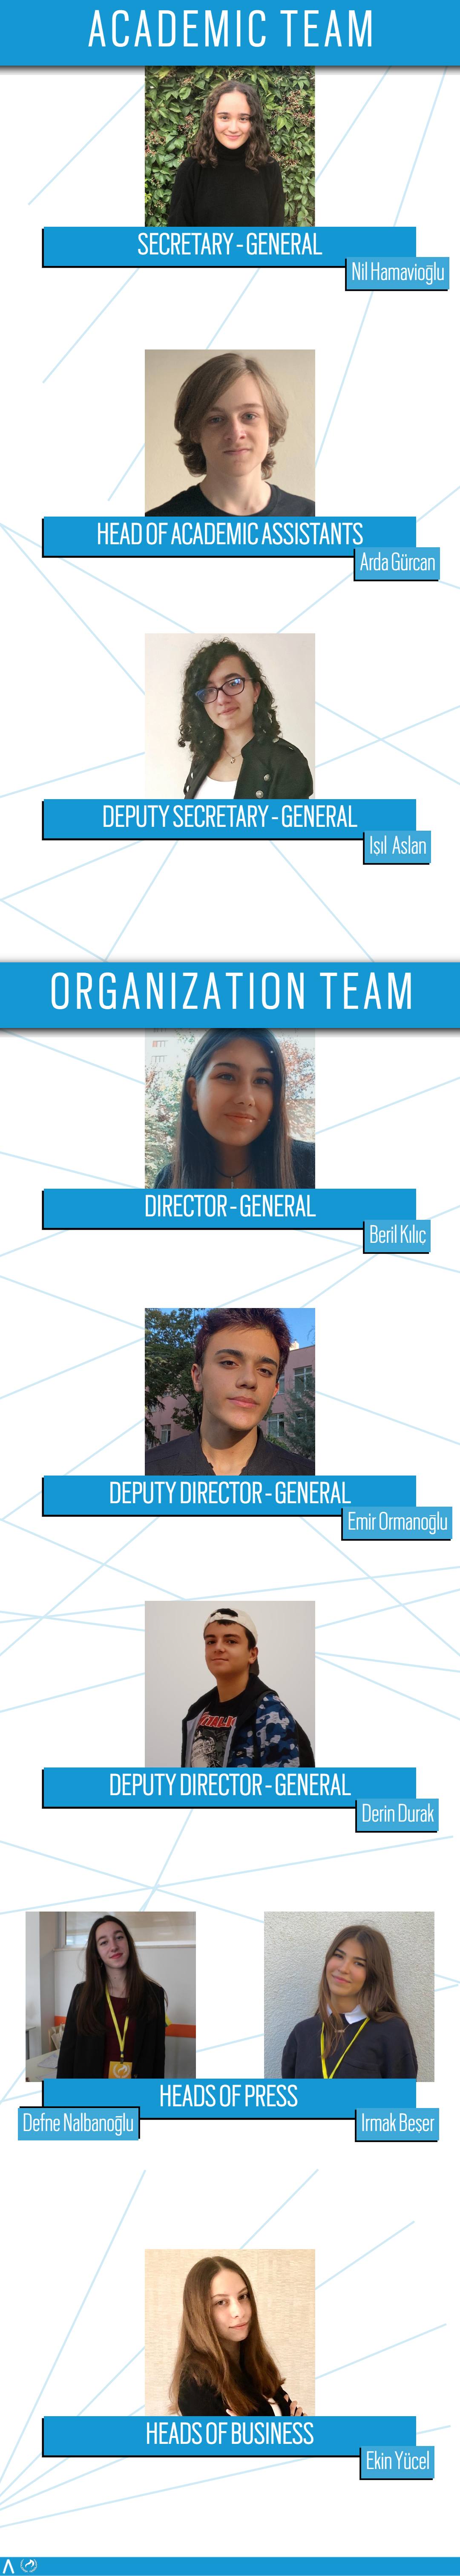 ACADEMIC TEAM
SECRETARY - GENERAL
Nil Hamavioğlu
HEAD OF ACADEMIC ASSISTANTS
Arda Gürcan
DEPUTY SECRETARY - GENERAL
Işıl Aslan
ORGANIZATION TEAM
DIRECTOR - GENERAL
Beril Kılıç
DEPUTY DIRECTOR - GENERAL
Emir Ormanoğlu
DEPUTY DIRECTOR - GENERAL
Derin Durak
HEADS OF PRESS
Defne Nalbanoğlu
Irmak Beşer
HEADS OF BUSINESS
Ekin Yücel